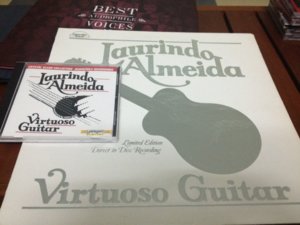 BEST
AUDIOPHILE
VOICES
Laurindo
Almeida
Limited Edition
Direct to Disc Recording
Virtuoso Guitar
Laurindo
Almeida
Virtuoso
Guitar